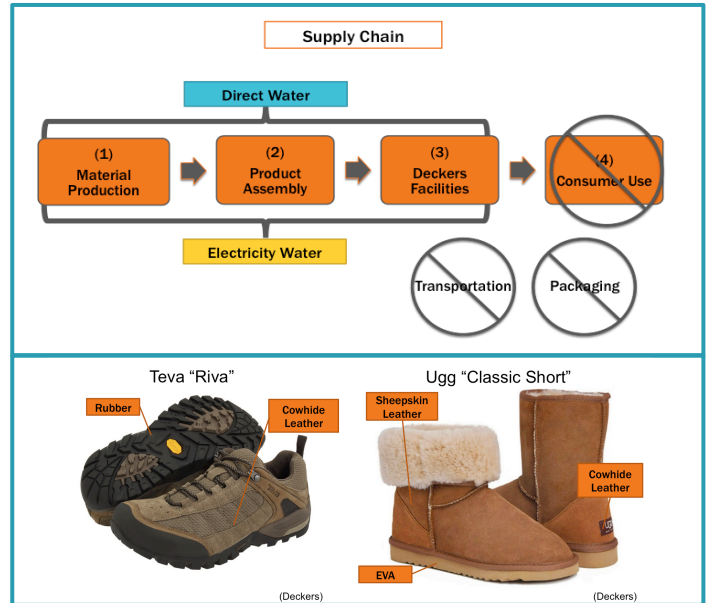 Supply Chain
Direct Water
(1)
Material
Production
(2)
Product
Assembly
(3)
Deckers
Facilities
(4)
Consumer Use
Electricity Water
Transportation
Packaging
Teva “Riva”
Ugg “Classic Short”
Rubber
Cowhide
Leather
Sheepskin
Leather
Cowhide
Leather
UGG
EVA
(Deckers)
(Deckers)